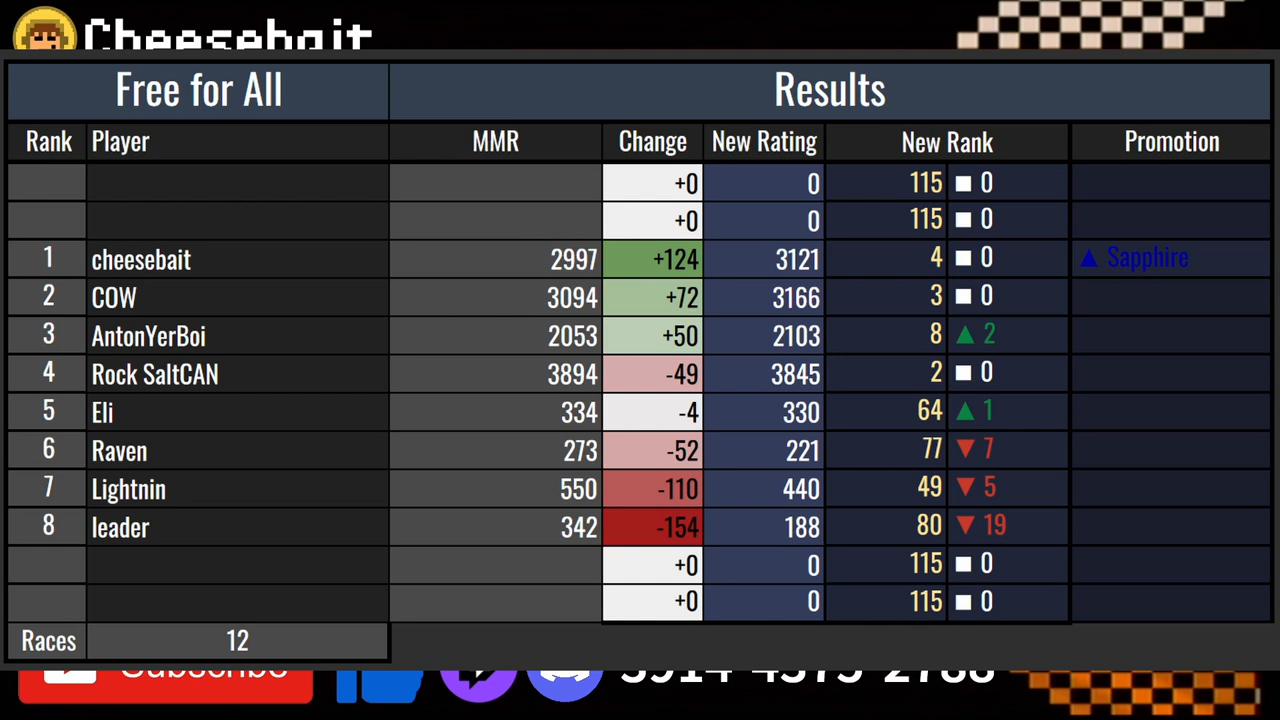 Cheesebait
Free for All Results
Rank Player MMR Change New Rating New Rank Promotion
+0 0 115 ■ 0
+0 0 115 ■ 0
1 cheesebait 2997 +124 3121 4 ■ 0 ▲ Sapphire
2 COW 3094 +72 3166 3 ■ 0
3 AntonYerBoi 2053 +50 2103 8 ▲ 2
4 Rock SaltCAN 3894 -49 3845 2 ■ 0
5 Eli 334 -4 330 64 ▲ 1
6 Raven 273 -52 221 77 ▼ 7
7 Lightnin 550 -110 440 49 ▼ 5
8 leader 342 -154 188 80 ▼ 19
+0 0 115 ■ 0
+0 0 115 ■ 0
Races 12
Subscribe